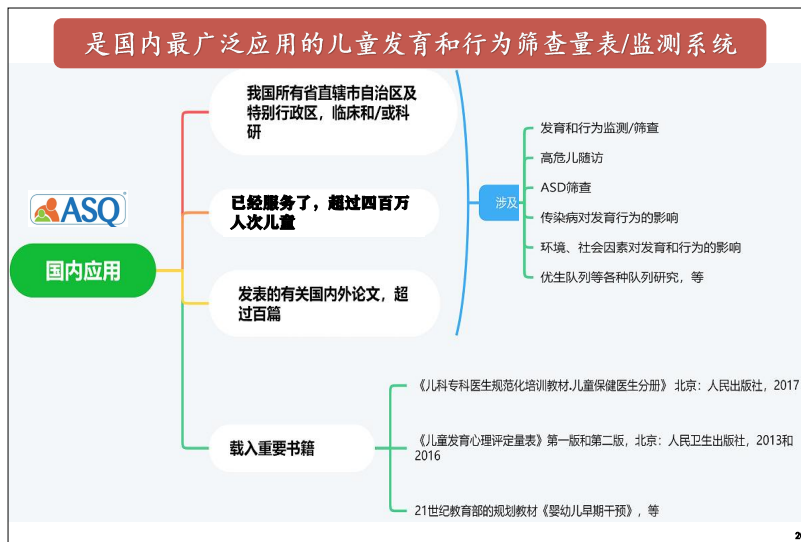 是国内最广泛应用的儿童发育和行为筛查量表/监测系统
我国所有省直辖市自治区及
特别行政区，临床和/或科
研
已经服务了，超过四百万
人次儿童
发表的有关国内外论文，超
过百篇
载入重要书籍
ASQ
国内应用
涉及
发育和行为监测/筛查
高危儿随访
ASD筛查
传染病对发育行为的影响
环境、社会因素对发育和行为的影响
优生队列等各种队列研究，等
《儿科专科医生规范化培训教材.儿童保健医生分册》 北京：人民出版社，2017
《儿童发育心理评定量表》第一版和第二版，北京：人民卫生出版社，2013和
2016
21世纪教育部的规划教材《婴幼儿早期干预》，等